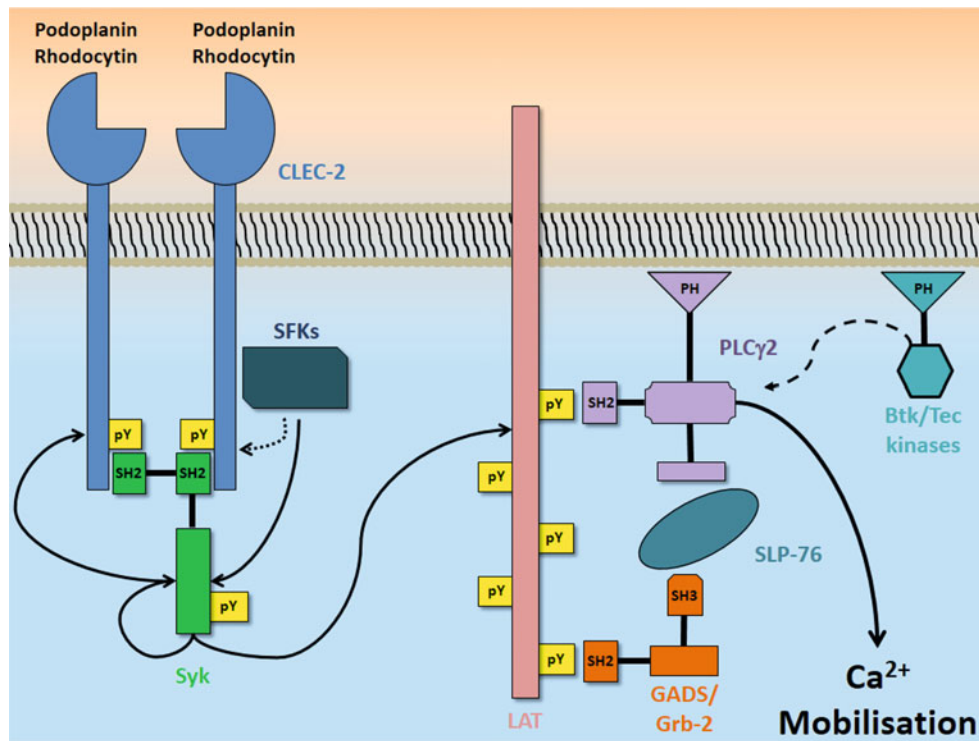 Podoplanin
Rhodocytin
Podoplanin
Rhodocytin
CLEC-2
PH
PH
SFKs
PLCγ2
pY
SH2
Btk/Tec
kinases
pY
pY
SH2
SH2
pY
pY
SLP-76
pY
SH3
pY
pY
SH2
Syk
GADS/
Grb-2
LAT
Ca²⁺
Mobilisation